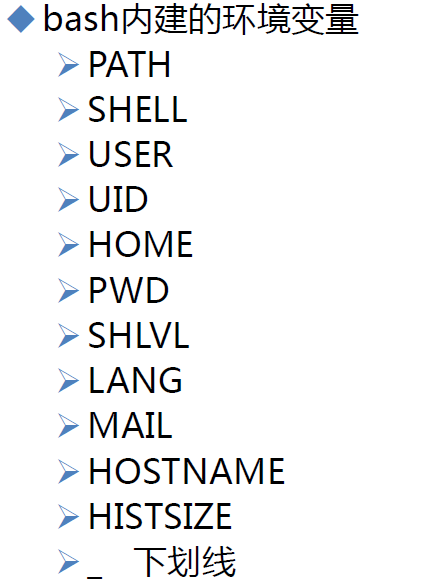 bash内建的环境变量
PATH
SHELL
USER
UID
HOME
PWD
SHLVL
LANG
MAIL
HOSTNAME
HISTSIZE
_ 下划线